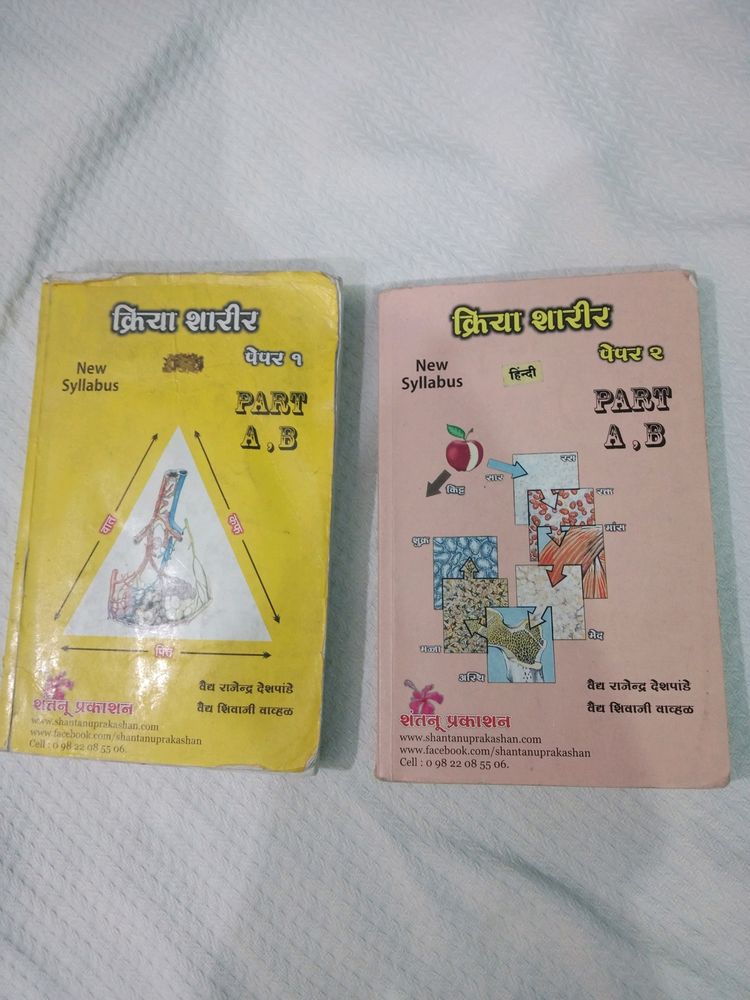 क्रिया शारीर
पेपर १
New
Syllabus
PART
A, B
वात
कफ
पित्त
वैद्य राजेन्द्र देशपांडे
वैद्य शिवाजी वाव्हळ
शंतनू प्रकाशन
www.shantanuprakashan.com
www.facebook.com/shantanuprakashan
Cell : 0 98 22 08 55 06.
क्रिया शारीर
पेपर २
New
Syllabus
हिंन्दी
PART
A, B
रस
सार
किट्ट
रक्त
मांस
शुक्र
मेद
मज्जा
अस्थि
वैद्य राजेन्द्र देशपांडे
वैद्य शिवाजी वाव्हळ
शंतनू प्रकाशन
www.shantanuprakashan.com
www.facebook.com/shantanuprakashan
Cell : 0 98 22 08 55 06.